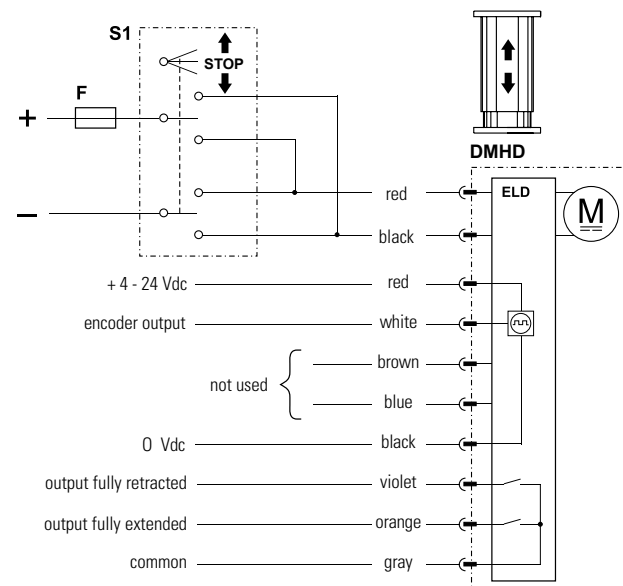 S1
STOP
F
+
−
DMHD
ELD
M
red
black
+ 4 - 24 Vdc red
encoder output white
not used
brown
blue
0 Vdc black
output fully retracted violet
output fully extended orange
common gray